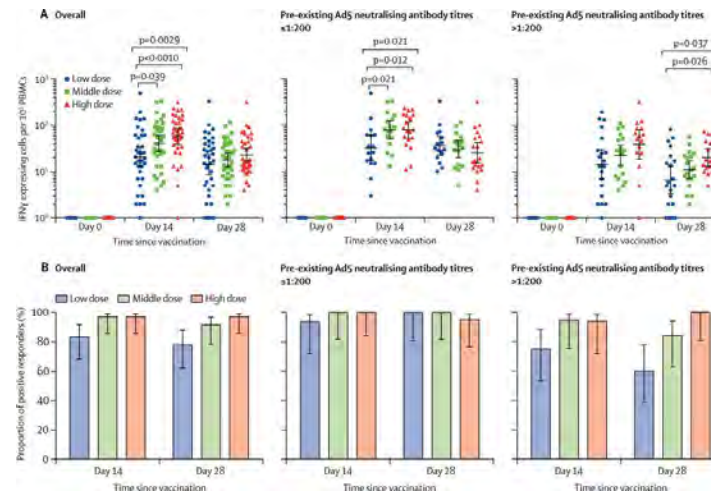 A Overall
Pre-existing Ad5 neutralising antibody titres
≤1:200
Pre-existing Ad5 neutralising antibody titres
>1:200
p=0·0029
p<0·0010
p=0·039
p=0·021
p=0·012
p=0·021
p=0·037
p=0·026
Low dose
Middle dose
High dose
IFNγ expressing cells per 10⁵ PBMCs
10³
10²
10¹
10⁰
Day 0 Day 14 Day 28
Time since vaccination
Day 0 Day 14 Day 28
Time since vaccination
Day 0 Day 14 Day 28
Time since vaccination
B Overall
Pre-existing Ad5 neutralising antibody titres
≤1:200
Pre-existing Ad5 neutralising antibody titres
>1:200
Low dose Middle dose High dose
Proportion of positive responders (%)
100
80
60
40
20
0
Day 14 Day 28
Time since vaccination
Day 14 Day 28
Time since vaccination
Day 14 Day 28
Time since vaccination